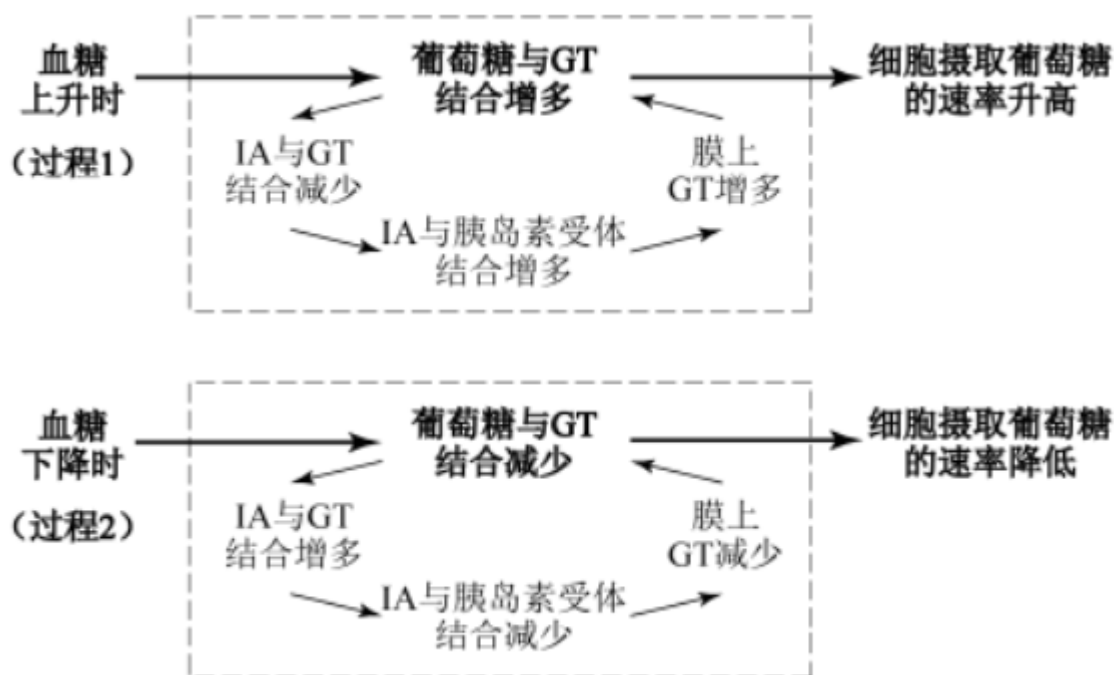 血糖
上升时
（过程1）
葡萄糖与GT
结合增多
细胞摄取葡萄糖
的速率升高
IA与GT
结合减少
膜上
GT增多
IA与胰岛素受体
结合增多
血糖
下降时
（过程2）
葡萄糖与GT
结合减少
细胞摄取葡萄糖
的速率降低
IA与GT
结合增多
膜上
GT减少
IA与胰岛素受体
结合减少